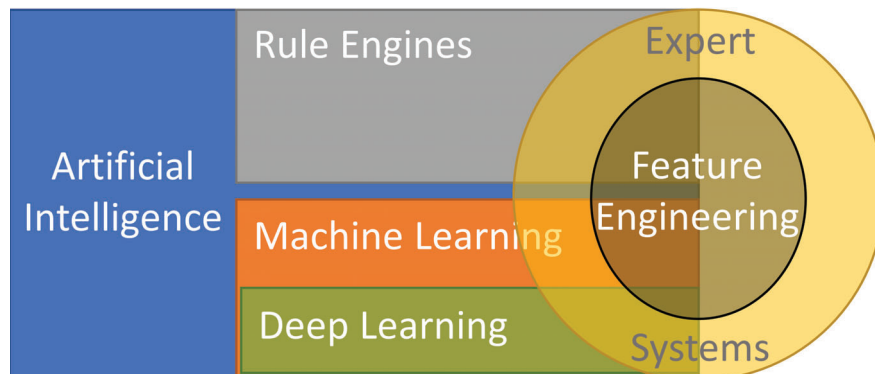 Artificial
Intelligence
Rule Engines
Machine Learning
Deep Learning
Expert
Feature
Engineering
Systems